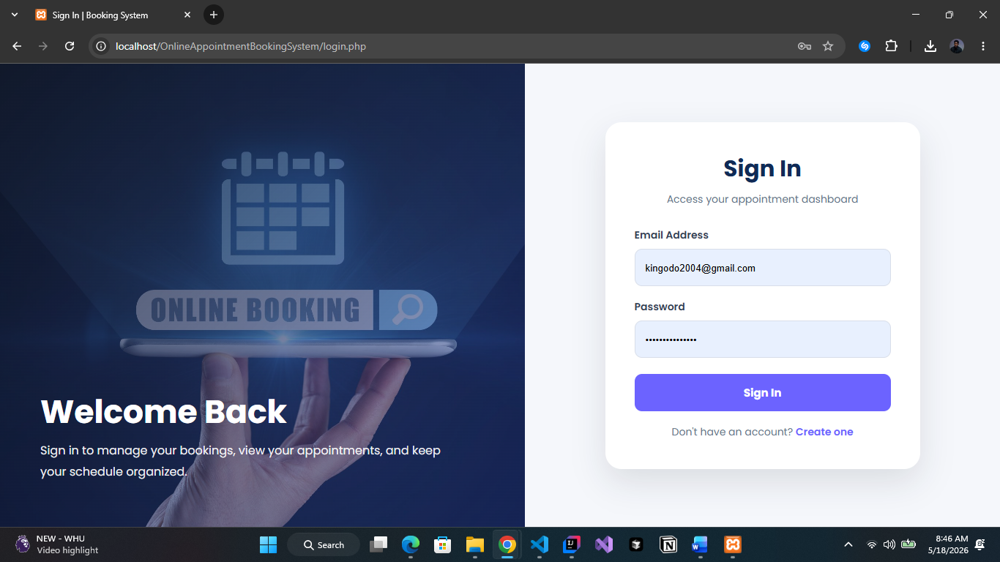 Sign In | Booking System
localhost/OnlineAppointmentBookingSystem/login.php
ONLINE BOOKING
Welcome Back
Sign in to manage your bookings, view your appointments, and keep
your schedule organized.
Sign In
Access your appointment dashboard
Email Address
kingodo2004@gmail.com
Password
•••••••••••••••
Sign In
Don't have an account? Create one
NEW - WHU
Video highlight
Search
8:46 AM
5/18/2026